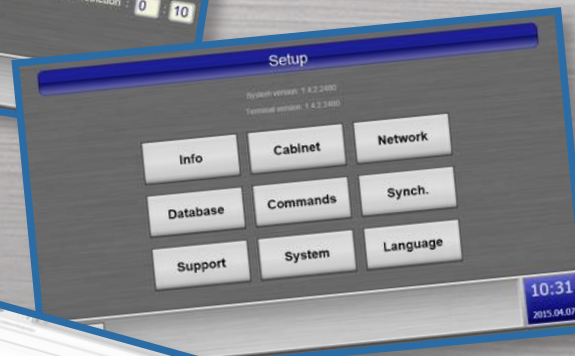 0 : 10
Setup
System version: 1.4.2.2480
Terminal version: 1.4.2.2480
Info Cabinet Network
Database Commands Synch.
Support System Language
10:31
2015.04.07